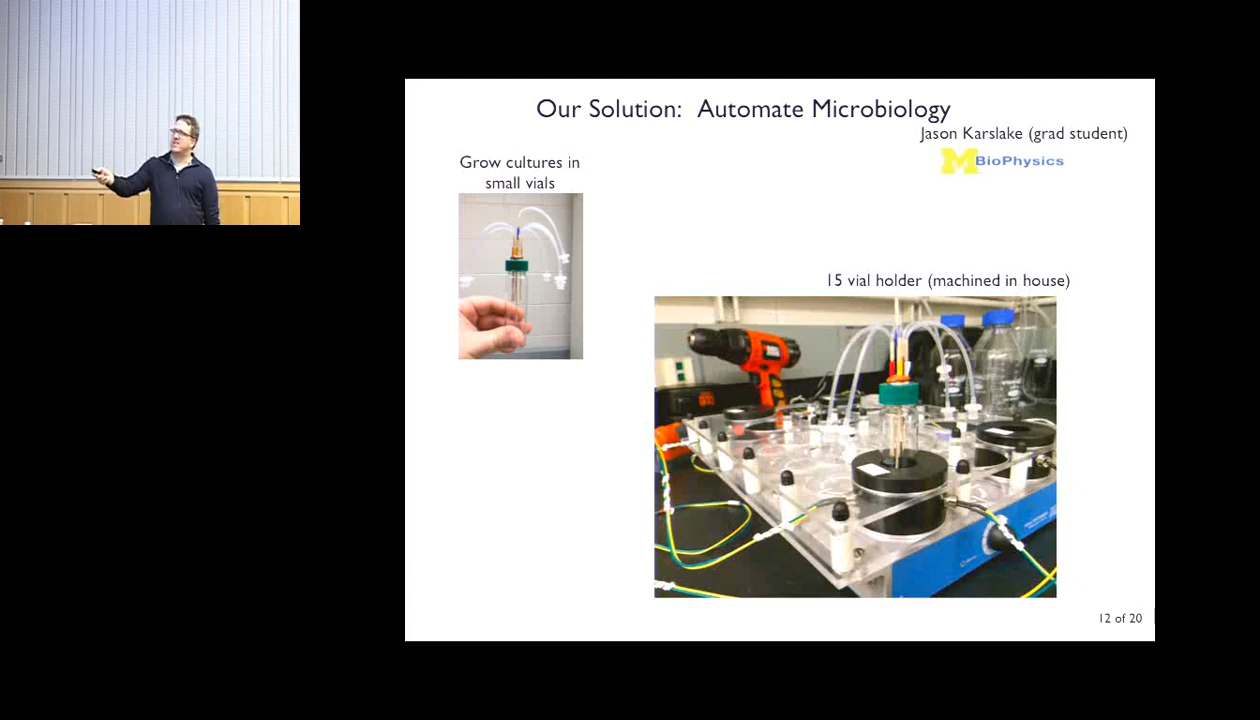 Our Solution: Automate Microbiology
Jason Karslake (grad student)
M BioPhysics
Grow cultures in
small vials
15 vial holder (machined in house)
12 of 20